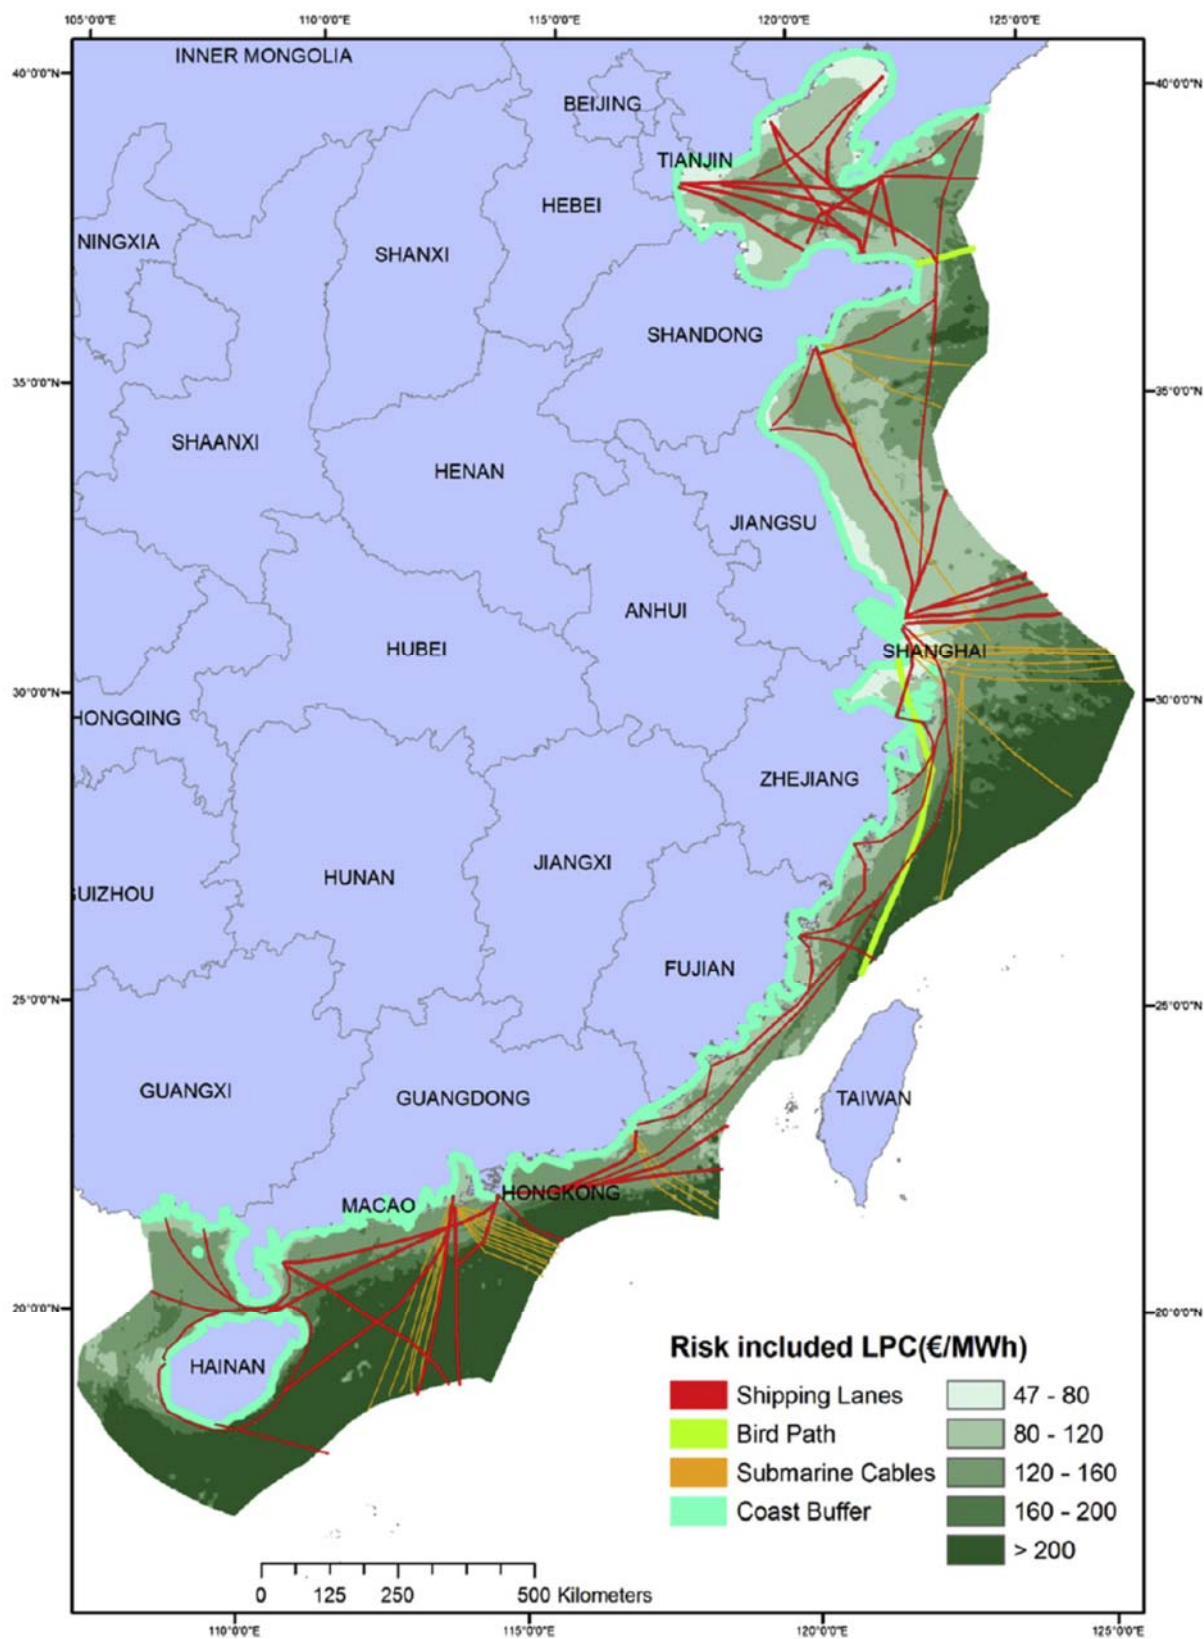 105°0'0"E 110°0'0"E 115°0'0"E 120°0'0"E 125°0'0"E
INNER MONGOLIA
40°0'0"N 40°0'0"N
BEIJING
TIANJIN
HEBEI
NINGXIA
SHANXI
SHANDONG
35°0'0"N 35°0'0"N
SHAANXI
HENAN
JIANGSU
ANHUI
HUBEI
SHANGHAI
30°0'0"N 30°0'0"N
HONGQING
ZHEJIANG
JIANGXI
HUNAN
GUIZHOU
FUJIAN
25°0'0"N 25°0'0"N
GUANGXI
GUANGDONG
TAIWAN
HONGKONG
MACAO
20°0'0"N 20°0'0"N
HAINAN
Risk included LPC(€/MWh)
Shipping Lanes 47 - 80
Bird Path 80 - 120
Submarine Cables 120 - 160
Coast Buffer 160 - 200
> 200
0 125 250 500 Kilometers
110°0'0"E 115°0'0"E 120°0'0"E 125°0'0"E